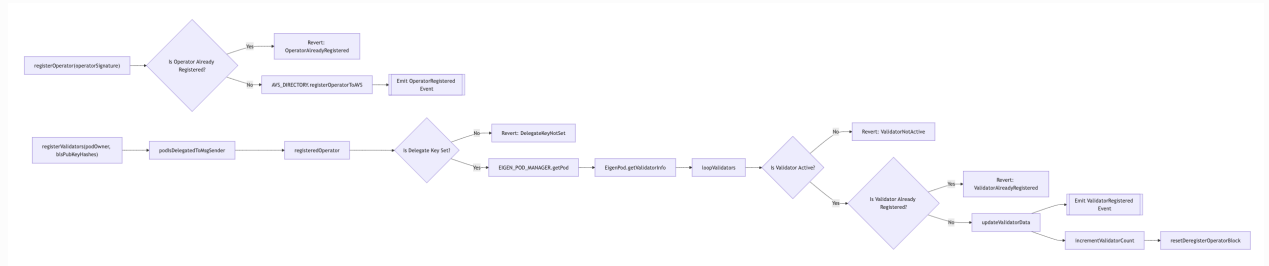 registerOperator(operatorSignature)
Is Operator Already
Registered?
Yes
Revert:
OperatorAlreadyRegistered
No
AVS_DIRECTORY.registerOperatorToAVS
Emit OperatorRegistered
Event
registerValidators(podOwner,
blsPubKeyHashes)
podIsDelegatedToMsgSender
registeredOperator
Is Delegate Key Set?
No
Revert: DelegateKeyNotSet
Yes
EIGEN_POD_MANAGER.getPod
EigenPod.getValidatorInfo
loopValidators
Is Validator Active?
No
Revert: ValidatorNotActive
Yes
Is Validator Already
Registered?
Yes
Revert:
ValidatorAlreadyRegistered
No
updateValidatorData
Emit ValidatorRegistered
Event
incrementValidatorCount
resetDeregisterOperatorBlock